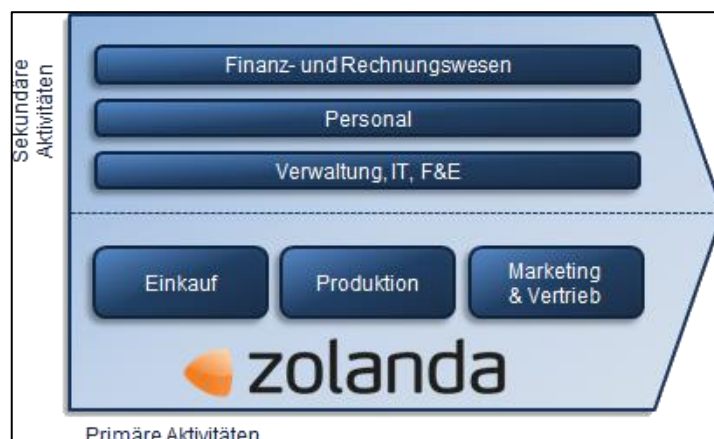 Sekundäre
Aktivitäten
Finanz- und Rechnungswesen
Personal
Verwaltung, IT, F&E
Einkauf
Produktion
Marketing
& Vertrieb
zolanda
Primäre Aktivitäten